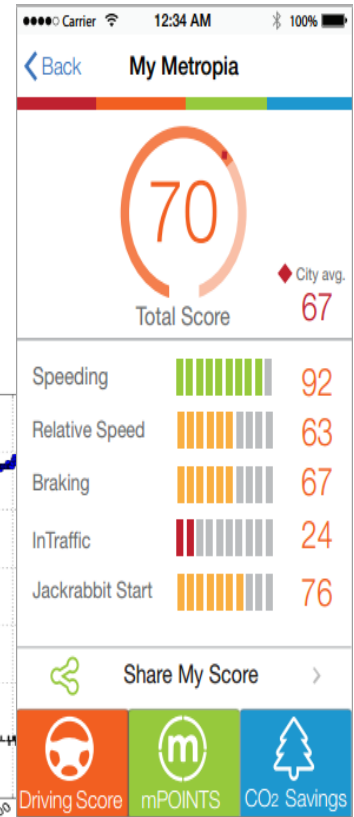 Carrier 12:34 AM 100%
Back My Metropia
70
Total Score
City avg.
67
Speeding 92
Relative Speed 63
Braking 67
InTraffic 24
Jackrabbit Start 76
Share My Score
m
Driving Score mPOINTS CO2 Savings